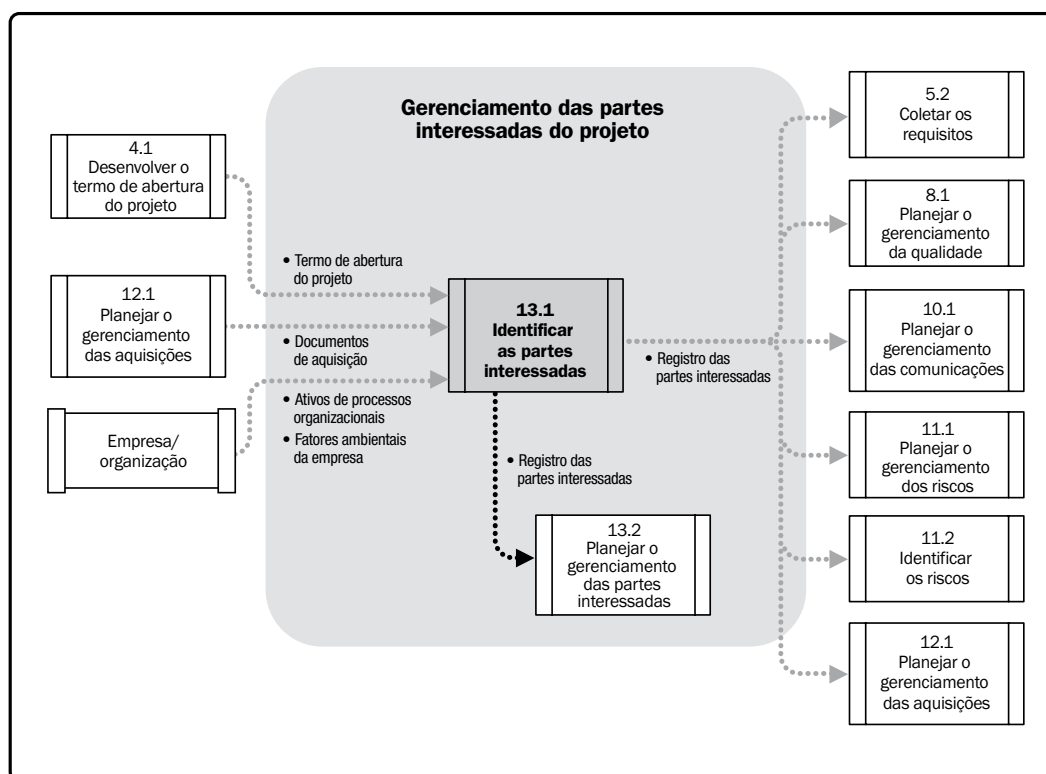 Gerenciamento das partes
interessadas do projeto
4.1
Desenvolver o
termo de abertura
do projeto
12.1
Planejar o
gerenciamento
das aquisições
Empresa/
organização
• Termo de abertura
do projeto
• Documentos
de aquisição
• Ativos de processos
organizacionais
• Fatores ambientais
da empresa
13.1
Identificar
as partes
interessadas
• Registro das
partes interessadas
• Registro das
partes interessadas
13.2
Planejar o
gerenciamento
das partes
interessadas
5.2
Coletar os
requisitos
8.1
Planejar o
gerenciamento
da qualidade
10.1
Planejar o
gerenciamento
das comunicações
11.1
Planejar o
gerenciamento
dos riscos
11.2
Identificar
os riscos
12.1
Planejar o
gerenciamento
das aquisições